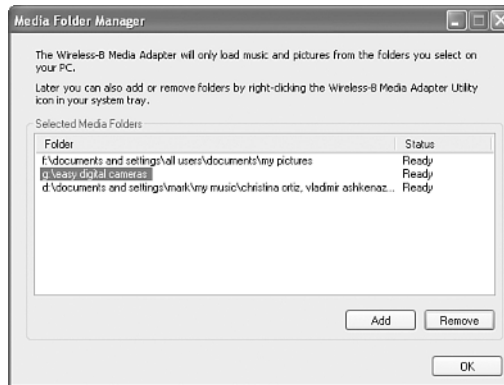 Media Folder Manager
The Wireless-B Media Adapter will only load music and pictures from the folders you select on
your PC.
Later you can also add or remove folders by right-clicking the Wireless-B Media Adapter Utility
icon in your system tray.
Selected Media Folders
Folder Status
f:\documents and settings\all users\documents\my pictures Ready
g:\easy digital cameras Ready
d:\documents and settings\mark\my music\christina ortiz, vladimir ashkenaz... Ready
Add Remove
OK